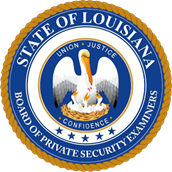 STATE OF LOUISIANA
UNION · JUSTICE
CONFIDENCE
BOARD OF PRIVATE SECURITY EXAMINERS